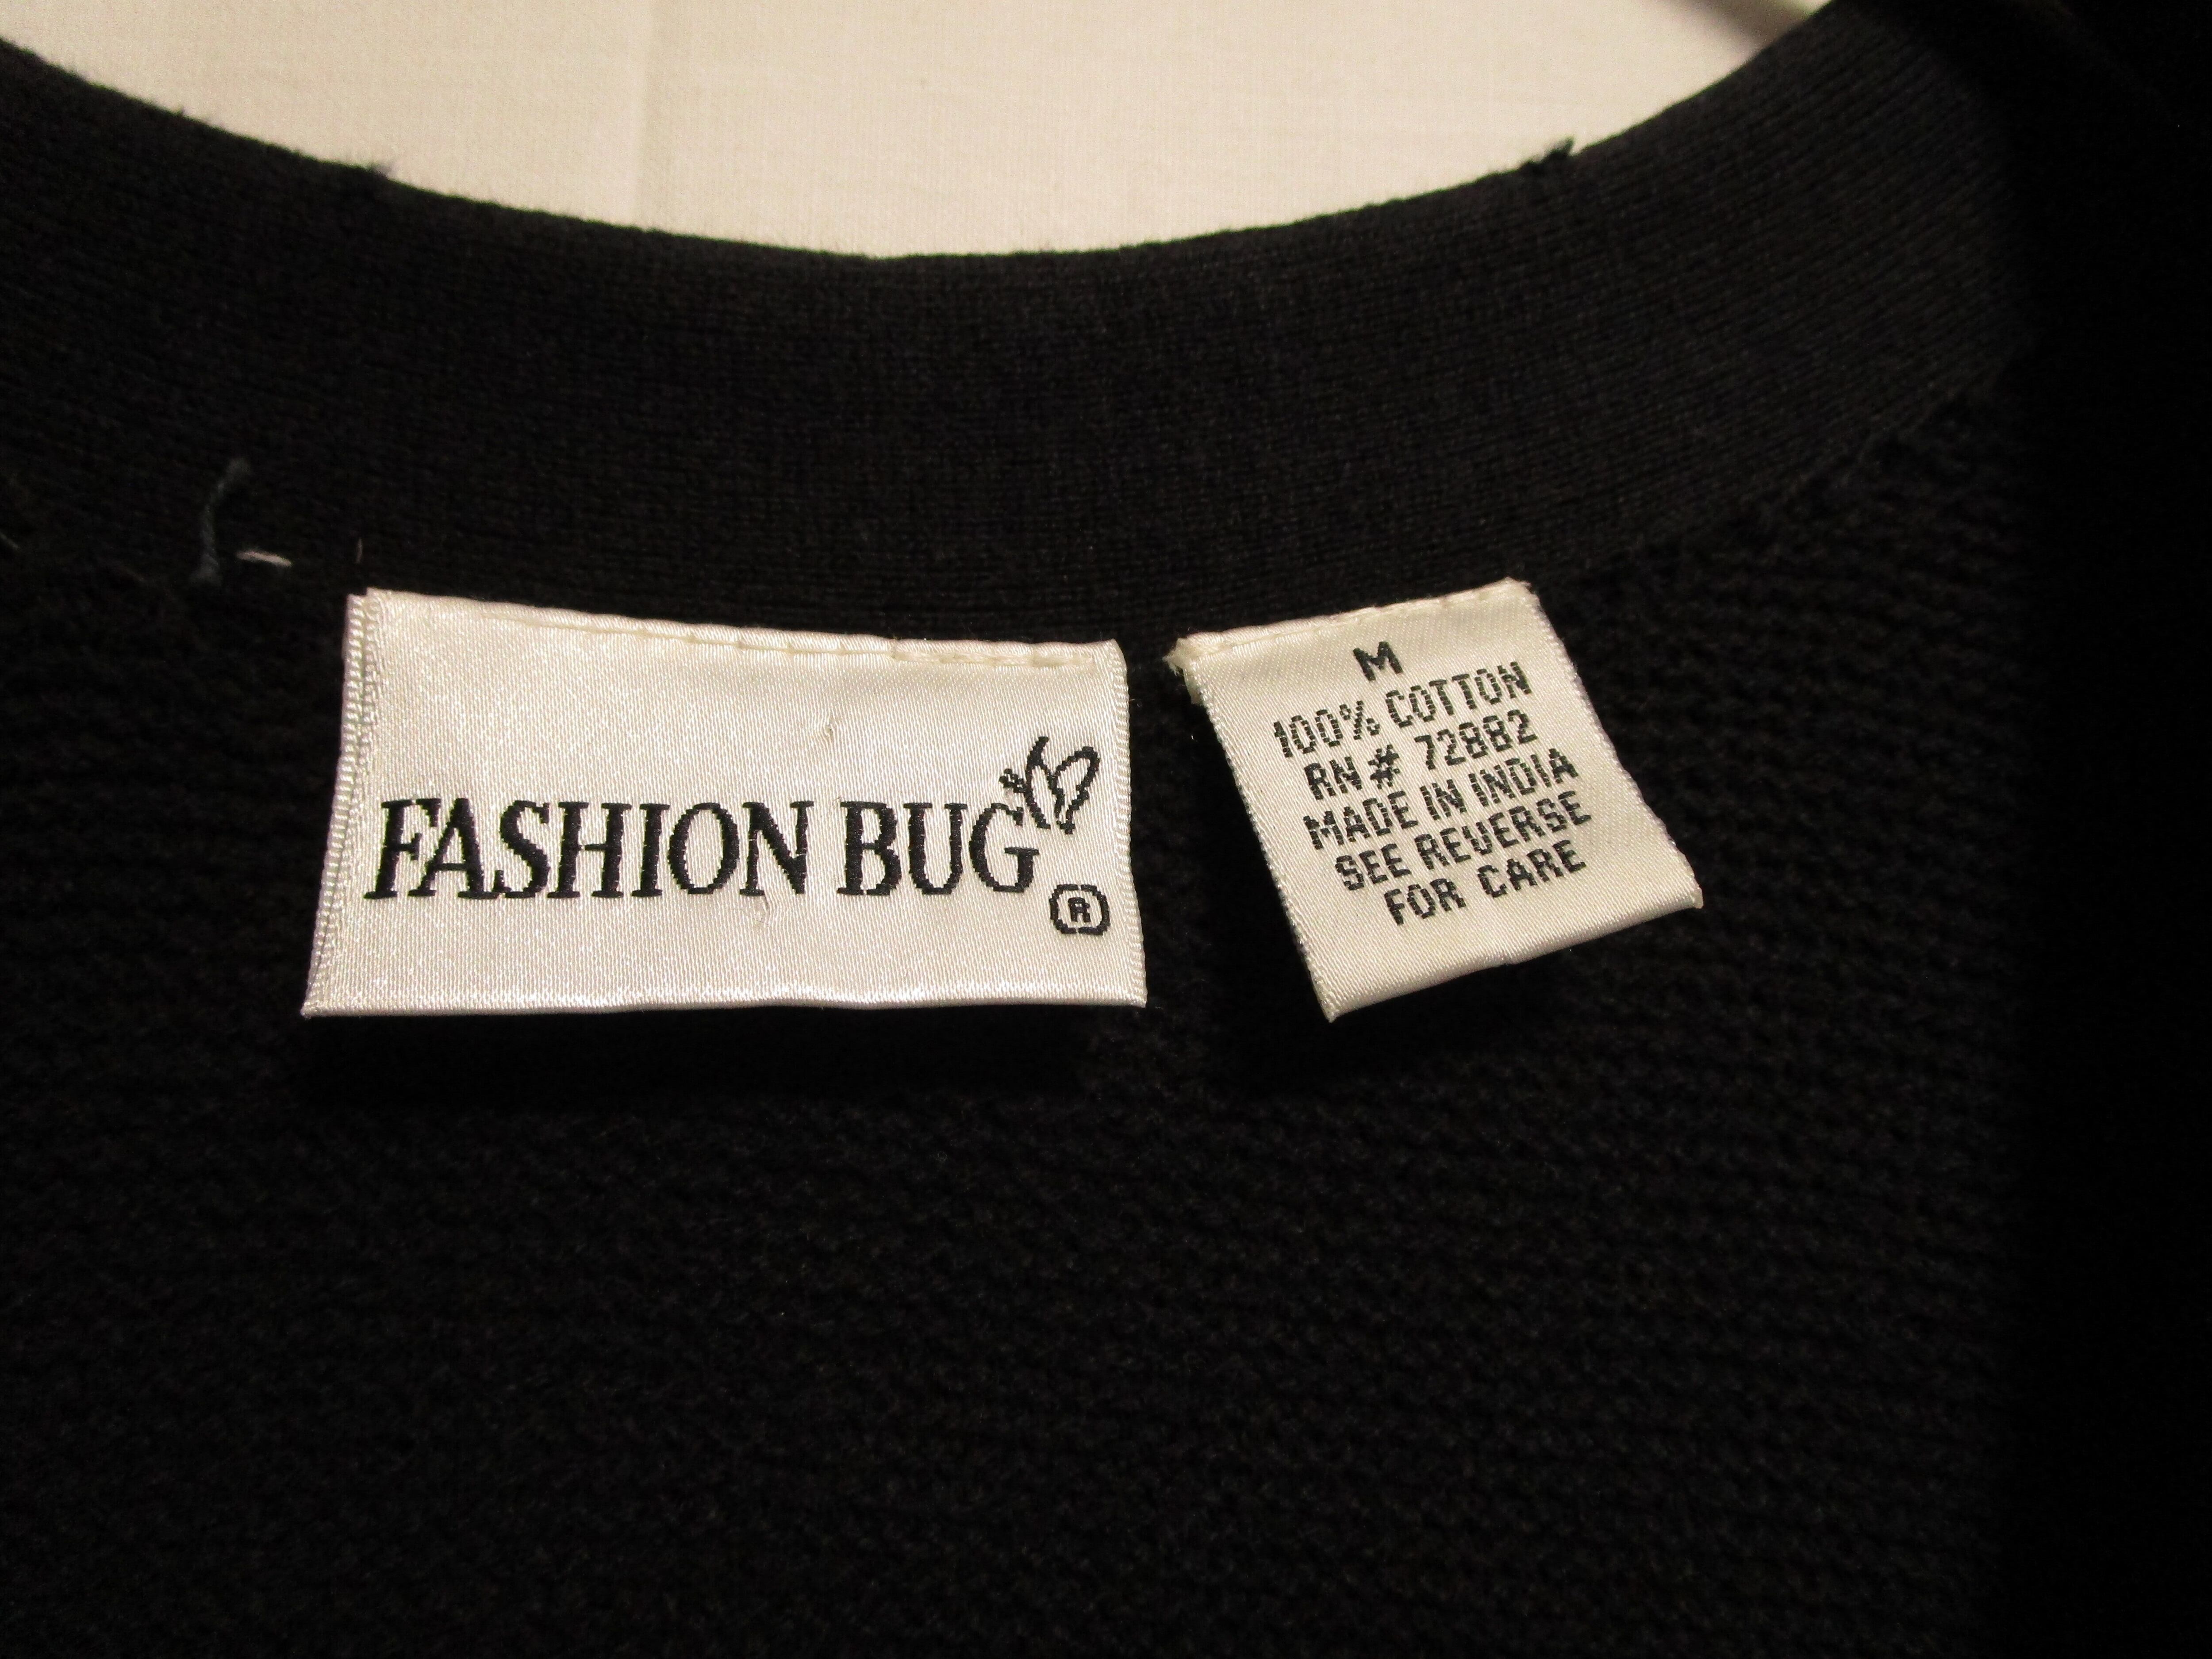 FASHION BUG
®
M
100% COTTON
RN# 72882
MADE IN INDIA
SEE REVERSE
FOR CARE